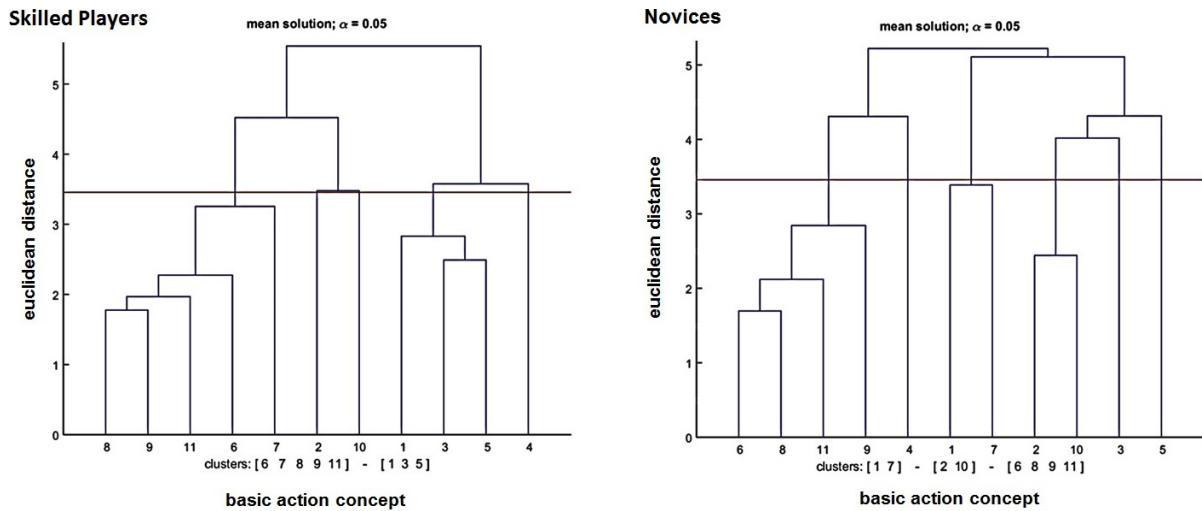 Skilled Players
mean solution; α = 0.05
euclidean distance
5
4
3
2
1
0
8 9 11 6 7 2 10 1 3 5 4
clusters: [ 6 7 8 9 11 ] - [ 1 3 5 ]
basic action concept
Novices
mean solution; α = 0.05
euclidean distance
5
4
3
2
1
0
6 8 11 9 4 1 7 2 10 3 5
clusters: [ 1 7 ] - [ 2 10 ] - [ 6 8 9 11 ]
basic action concept